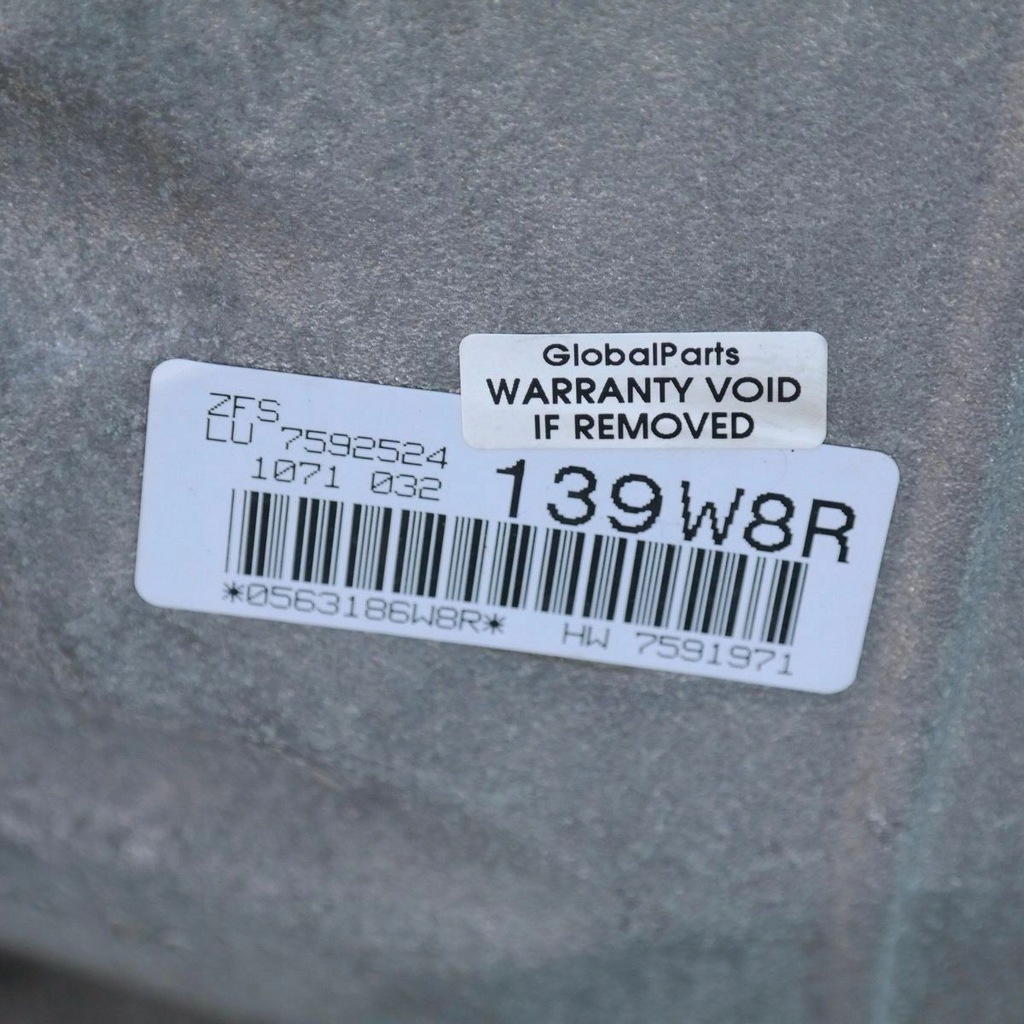 GlobalParts
WARRANTY VOID
IF REMOVED
ZFS
LU 7592524
1071 032
139W8R
*0563186W8R* HW 7591971